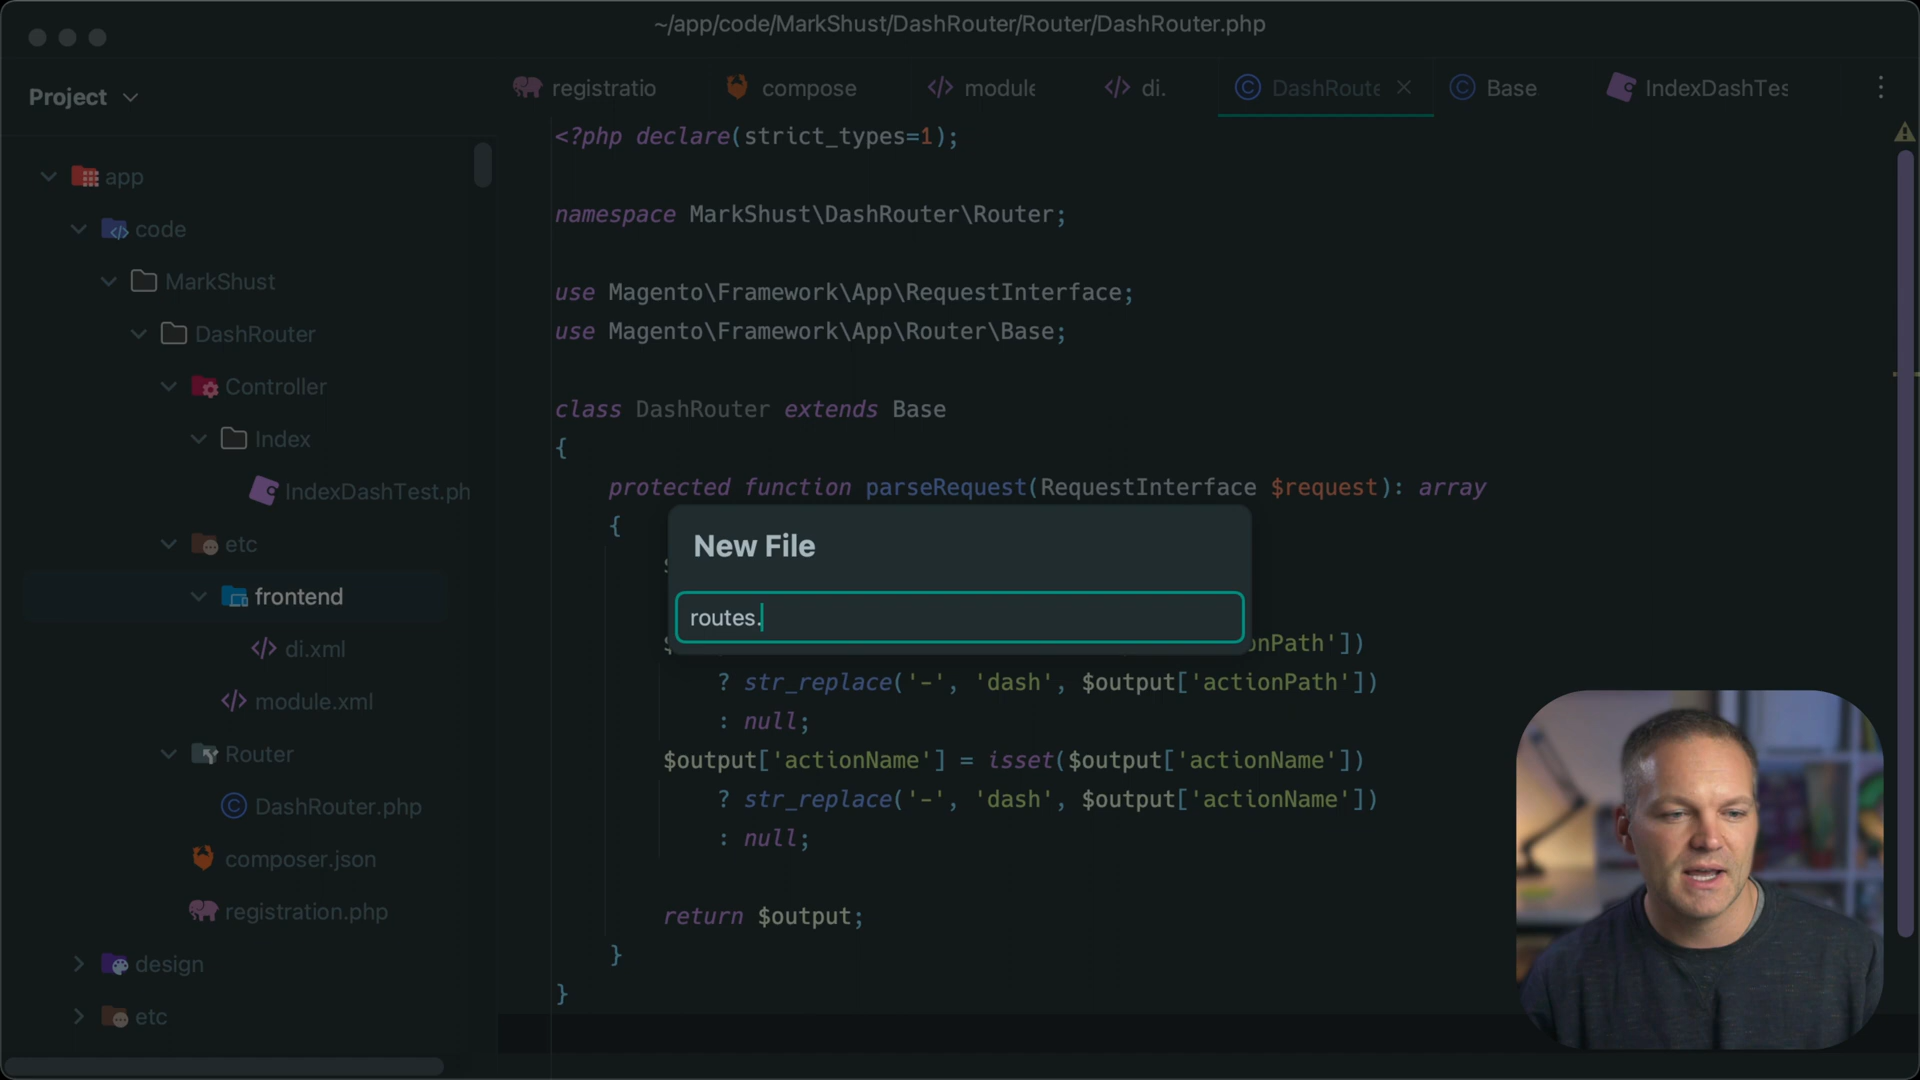 ~/app/code/MarkShust/DashRouter/Router/DashRouter.php
Project
registratio
compose
module
di.
DashRoute
Base
IndexDashTes
app
code
MarkShust
DashRouter
Controller
Index
IndexDashTest.ph
etc
frontend
di.xml
module.xml
Router
DashRouter.php
composer.json
registration.php
design
etc
<?php declare(strict_types=1);
namespace MarkShust\DashRouter\Router;
use Magento\Framework\App\RequestInterface;
use Magento\Framework\App\Router\Base;
class DashRouter extends Base
{
protected function parseRequest(RequestInterface $request): array
{
New File
routes.
onPath'])
? str_replace('-', 'dash', $output['actionPath'])
: null;
$output['actionName'] = isset($output['actionName'])
? str_replace('-', 'dash', $output['actionName'])
: null;
return $output;
}
}